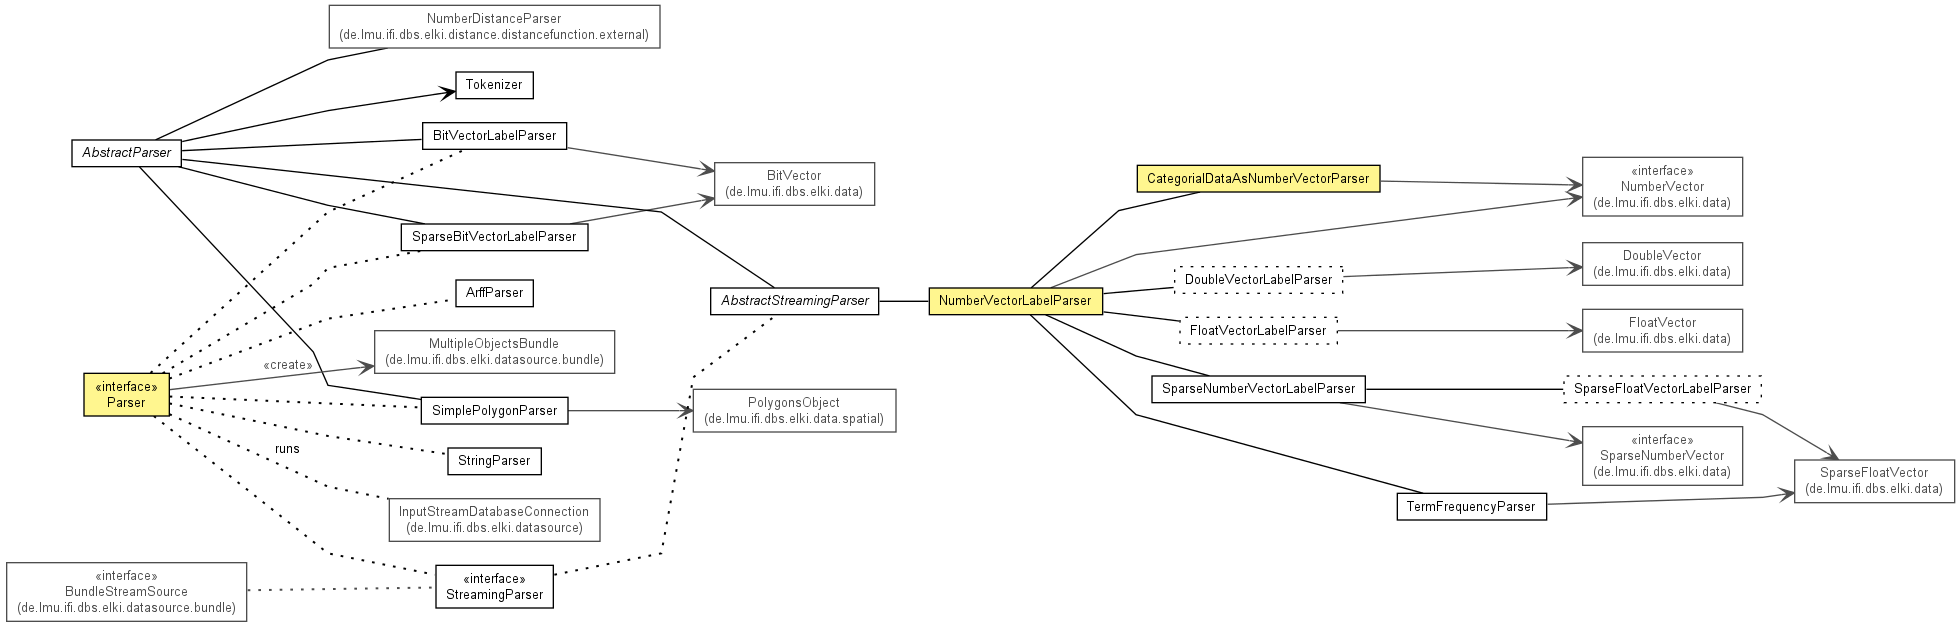 NumberDistanceParser
(de.lmu.ifi.dbs.elki.distance.distancefunction.external)
Tokenizer
BitVectorLabelParser
AbstractParser
BitVector
(de.lmu.ifi.dbs.elki.data)
CategorialDataAsNumberVectorParser
«interface»
NumberVector
(de.lmu.ifi.dbs.elki.data)
SparseBitVectorLabelParser
DoubleVectorLabelParser
DoubleVector
(de.lmu.ifi.dbs.elki.data)
ArffParser
AbstractStreamingParser
NumberVectorLabelParser
FloatVectorLabelParser
FloatVector
(de.lmu.ifi.dbs.elki.data)
MultipleObjectsBundle
(de.lmu.ifi.dbs.elki.datasource.bundle)
«create»
«interface»
Parser
SimplePolygonParser
PolygonsObject
(de.lmu.ifi.dbs.elki.data.spatial)
SparseNumberVectorLabelParser
SparseFloatVectorLabelParser
runs
StringParser
«interface»
SparseNumberVector
(de.lmu.ifi.dbs.elki.data)
SparseFloatVector
(de.lmu.ifi.dbs.elki.data)
InputStreamDatabaseConnection
(de.lmu.ifi.dbs.elki.datasource)
TermFrequencyParser
«interface»
BundleStreamSource
(de.lmu.ifi.dbs.elki.datasource.bundle)
«interface»
StreamingParser